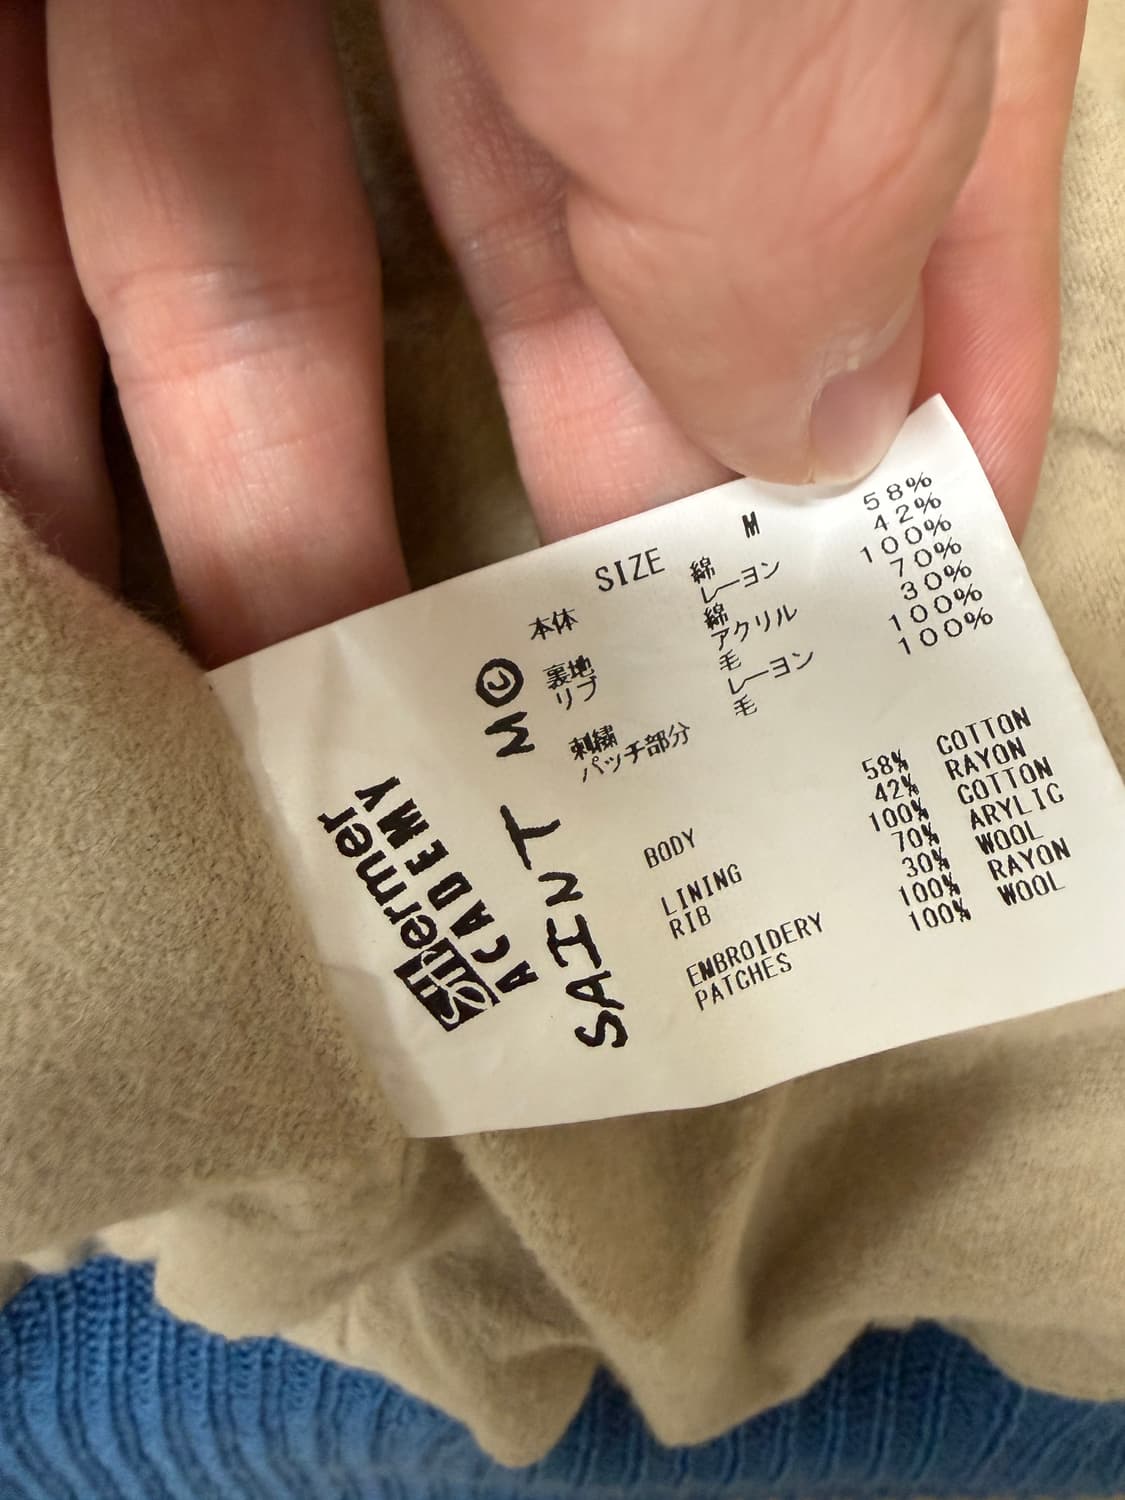 SIZE M
本体 綿 58%
レーヨン 42%
裏地 綿 100%
リブ アクリル 70%
毛 30%
刺繍 レーヨン 100%
パッチ部分 毛 100%
BODY 58% COTTON
42% RAYON
LINING 100% COTTON
RIB 70% ARYLIC
30% WOOL
EMBROIDERY 100% RAYON
PATCHES 100% WOOL
SAINT M
ACADEMY